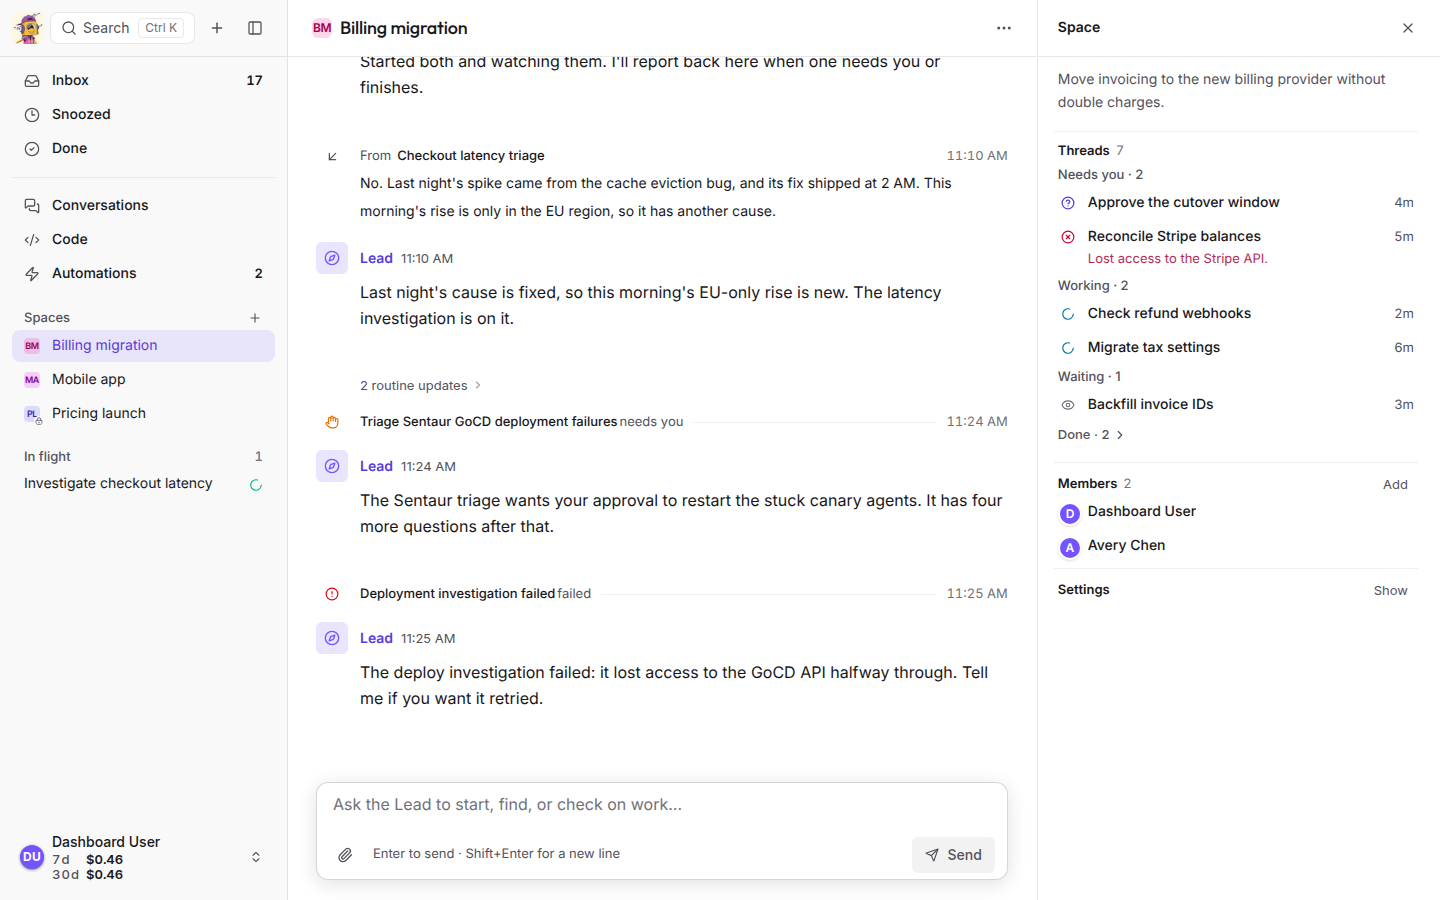 Search Ctrl K
Inbox 17
Snoozed
Done
Conversations
Code
Automations 2
Spaces
BM Billing migration
MA Mobile app
PL Pricing launch
In flight 1
Investigate checkout latency
DU Dashboard User
7d $0.46
30d $0.46
BM Billing migration
Started both and watching them. I'll report back here when one needs you or
finishes.
From Checkout latency triage 11:10 AM
No. Last night's spike came from the cache eviction bug, and its fix shipped at 2 AM. This
morning's rise is only in the EU region, so it has another cause.
Lead 11:10 AM
Last night's cause is fixed, so this morning's EU-only rise is new. The latency
investigation is on it.
2 routine updates
Triage Sentaur GoCD deployment failures needs you 11:24 AM
Lead 11:24 AM
The Sentaur triage wants your approval to restart the stuck canary agents. It has four
more questions after that.
Deployment investigation failed failed 11:25 AM
Lead 11:25 AM
The deploy investigation failed: it lost access to the GoCD API halfway through. Tell
me if you want it retried.
Ask the Lead to start, find, or check on work...
Enter to send · Shift+Enter for a new line
Send
Space
Move invoicing to the new billing provider without
double charges.
Threads 7
Needs you · 2
Approve the cutover window 4m
Reconcile Stripe balances 5m
Lost access to the Stripe API.
Working · 2
Check refund webhooks 2m
Migrate tax settings 6m
Waiting · 1
Backfill invoice IDs 3m
Done · 2
Members 2 Add
D Dashboard User
A Avery Chen
Settings Show